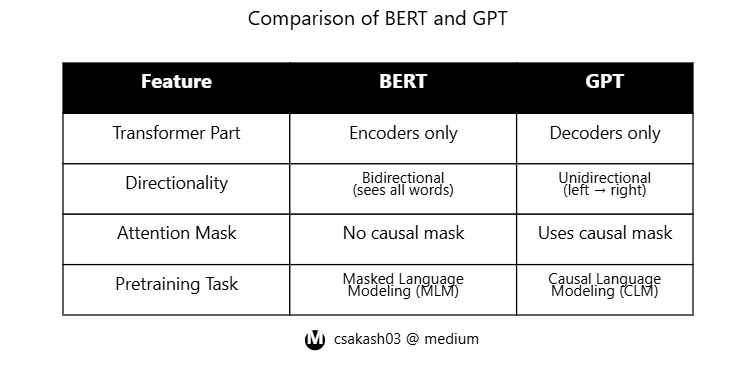 Comparison of BERT and GPT
Feature BERT GPT
Transformer Part Encoders only Decoders only
Directionality Bidirectional (sees all words) Unidirectional (left → right)
Attention Mask No causal mask Uses causal mask
Pretraining Task Masked Language Modeling (MLM) Causal Language Modeling (CLM)
M csakash03 @ medium